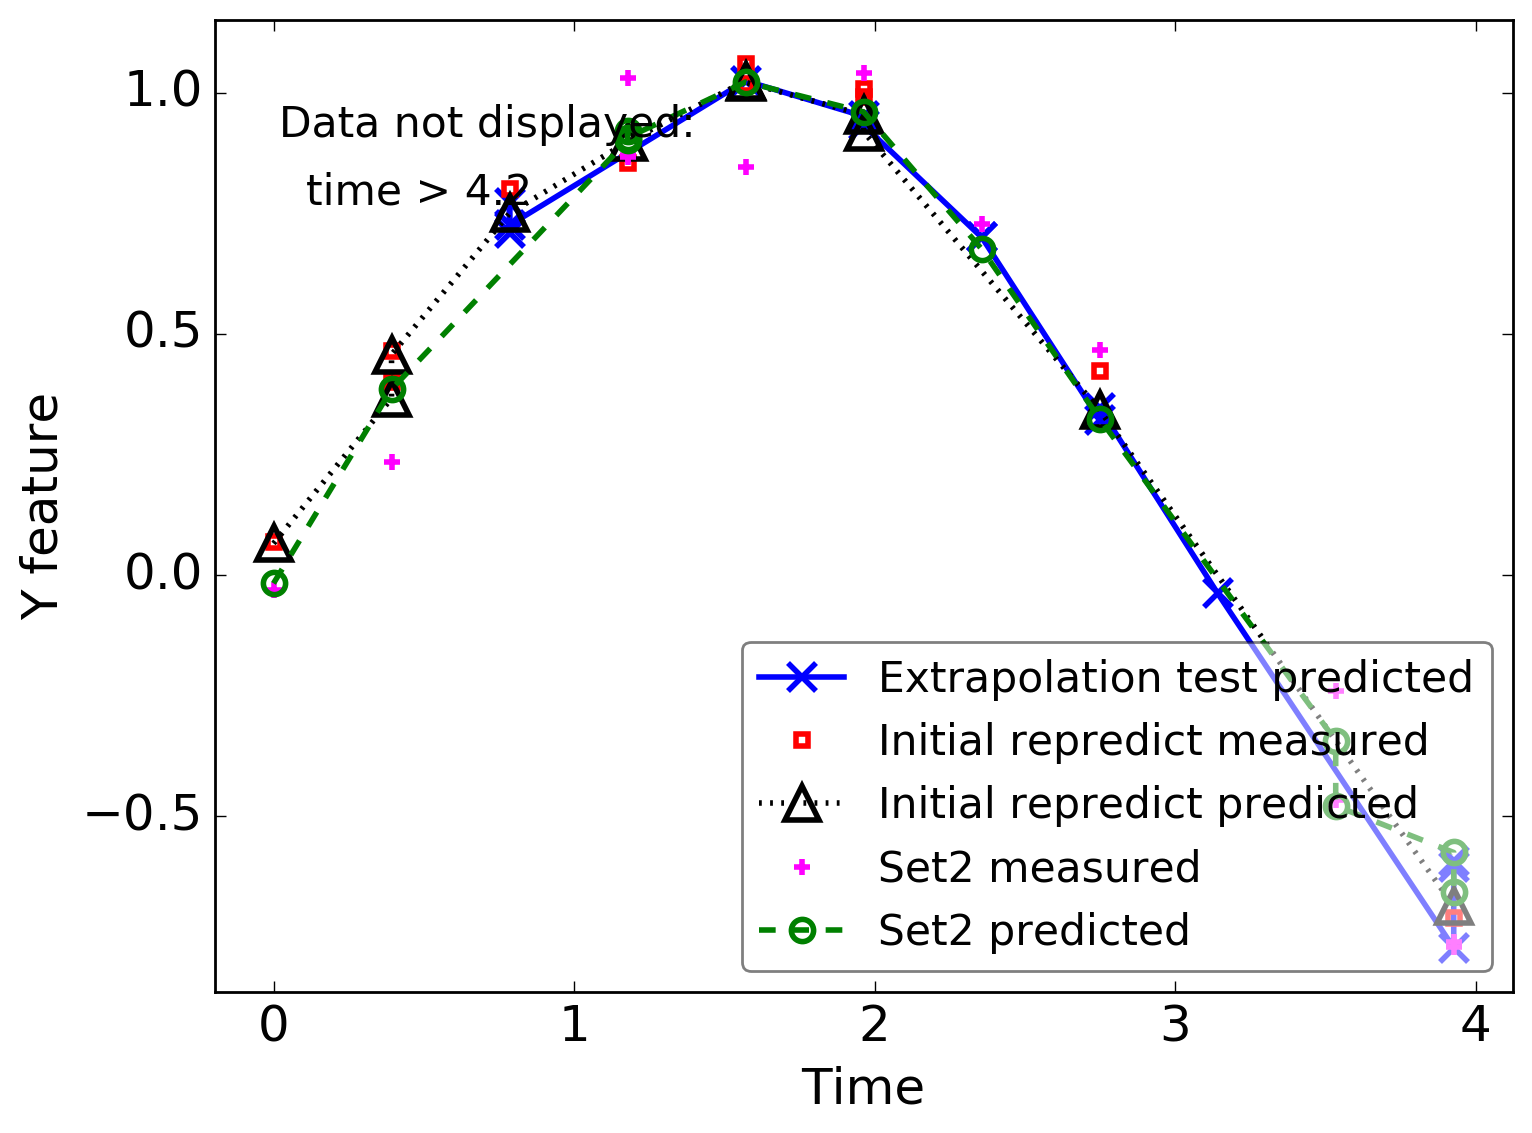 1.0
0.5
0.0
−0.5
0
1
2
3
4
Time
Y feature
Data not displayed:
time > 4.2
Extrapolation test predicted
Initial repredict measured
Initial repredict predicted
Set2 measured
Set2 predicted